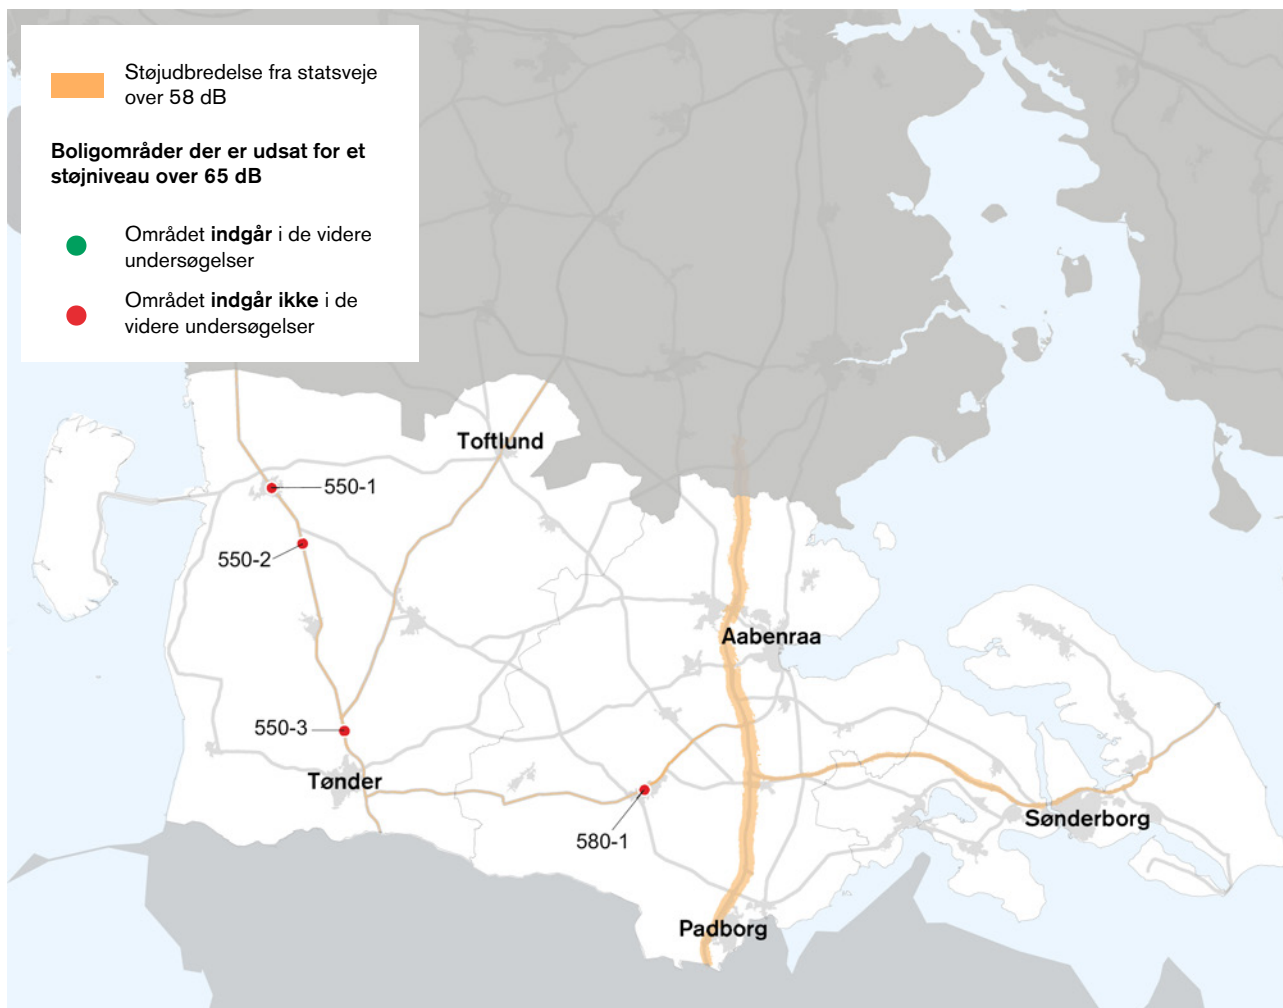 Støjudbredelse fra statsveje
over 58 dB
Boligområder der er udsat for et
støjniveau over 65 dB
Området indgår i de videre
undersøgelser
Området indgår ikke i de
videre undersøgelser
Toftlund
550-1
550-2
Aabenraa
550-3
Tønder
580-1
Sønderborg
Padborg